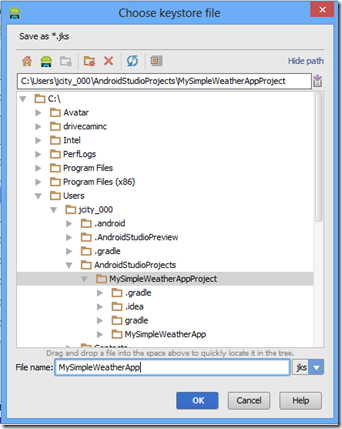 Choose keystore file
Save as *.jks
Hide path
C:\Users\jcity_000\AndroidStudioProjects\MySimpleWeatherAppProject
C:\
Avatar
drivecaminc
Intel
PerfLogs
Program Files
Program Files (x86)
Users
jcity_000
.android
.AndroidStudioPreview
.gradle
AndroidStudioProjects
MySimpleWeatherAppProject
.gradle
.idea
gradle
MySimpleWeatherApp
Contacts
Drag and drop a file into the space above to quickly locate it in the tree.
File name: MySimpleWeatherApp jks
OK Cancel Help